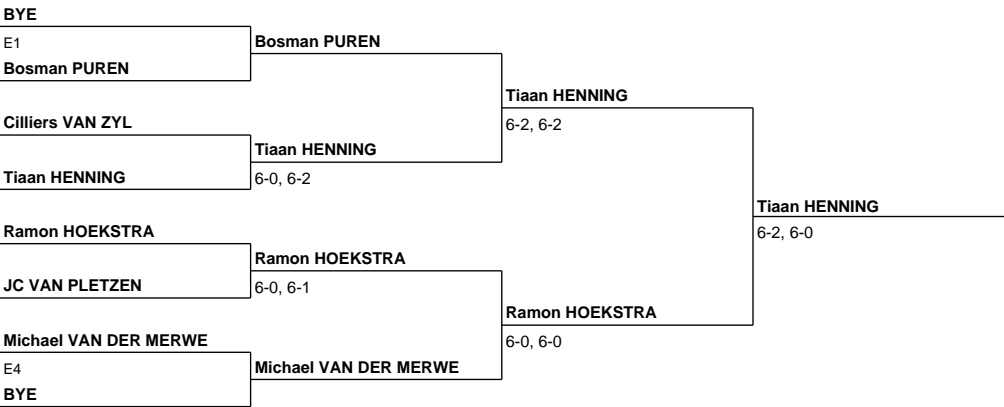 BYE
E1
Bosman PUREN
Bosman PUREN
Tiaan HENNING
Cilliers VAN ZYL
6-2, 6-2
Tiaan HENNING
Tiaan HENNING
6-0, 6-2
Tiaan HENNING
Ramon HOEKSTRA
6-2, 6-0
Ramon HOEKSTRA
JC VAN PLETZEN
6-0, 6-1
Ramon HOEKSTRA
Michael VAN DER MERWE
6-0, 6-0
E4
Michael VAN DER MERWE
BYE